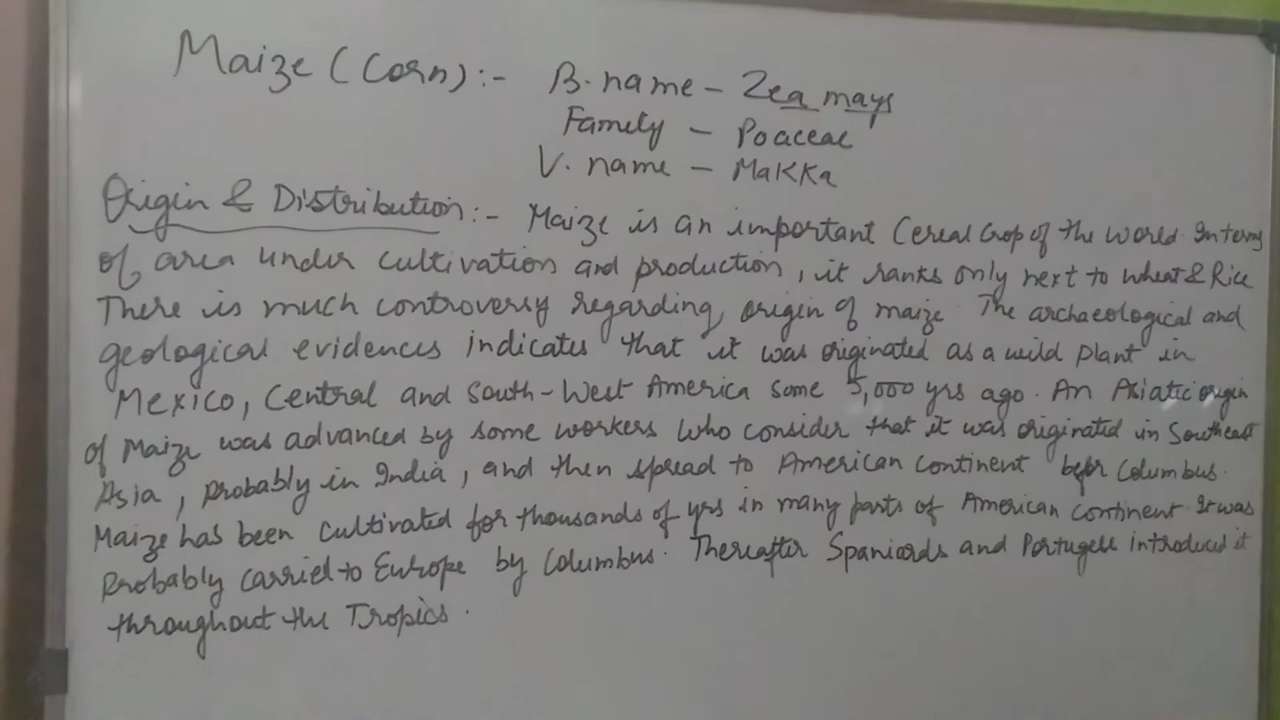 Maize (Corn) :- B. name - Zea mays
Family - Poaceae
V. name - Makka
Origin & Distribution :- Maize is an important Cereal Crop of the World. In terms
of area under cultivation and production, it ranks only next to wheat & Rice
There is much controversy regarding origin of maize. The archaeological and
geological evidences indicates that it was originated as a wild plant in
Mexico, Central and South-West America some 5,000 yrs ago. An Asiatic origin
of Maize was advanced by some workers who consider that it was originated in Southeast
Asia, probably in India, and then spread to American continent befor Columbus.
Maize has been cultivated for thousands of yrs in many parts of American continent. It was
Probably carried to Europe by Columbus. Thereafter Spaniards and Portugese introduced it
throughout the Tropics.